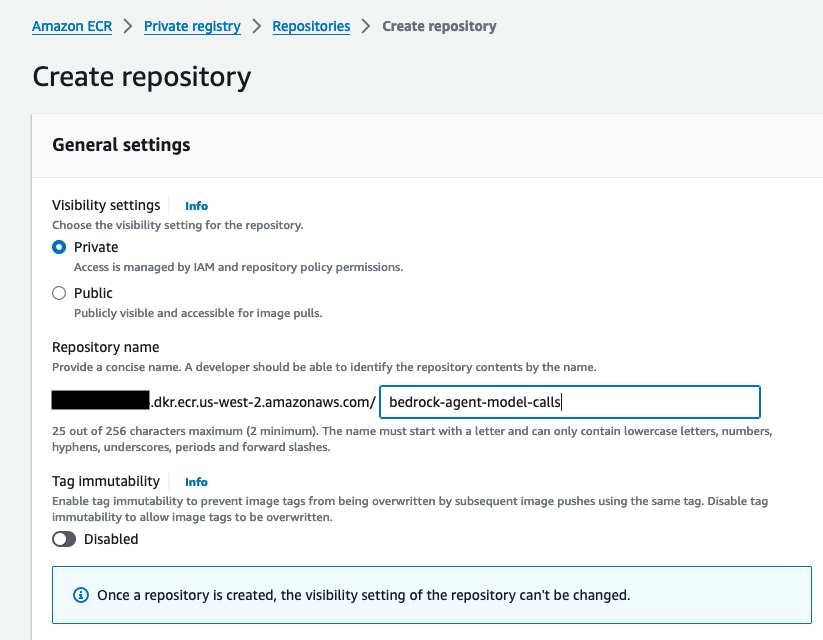 Amazon ECR > Private registry > Repositories > Create repository
Create repository
General settings
Visibility settings Info
Choose the visibility setting for the repository.
Private
Access is managed by IAM and repository policy permissions.
Public
Publicly visible and accessible for image pulls.
Repository name
Provide a concise name. A developer should be able to identify the repository contents by the name.
.dkr.ecr.us-west-2.amazonaws.com/ bedrock-agent-model-calls
25 out of 256 characters maximum (2 minimum). The name must start with a letter and can only contain lowercase letters, numbers,
hyphens, underscores, periods and forward slashes.
Tag immutability Info
Enable tag immutability to prevent image tags from being overwritten by subsequent image pushes using the same tag. Disable tag
immutability to allow image tags to be overwritten.
Disabled
Once a repository is created, the visibility setting of the repository can't be changed.